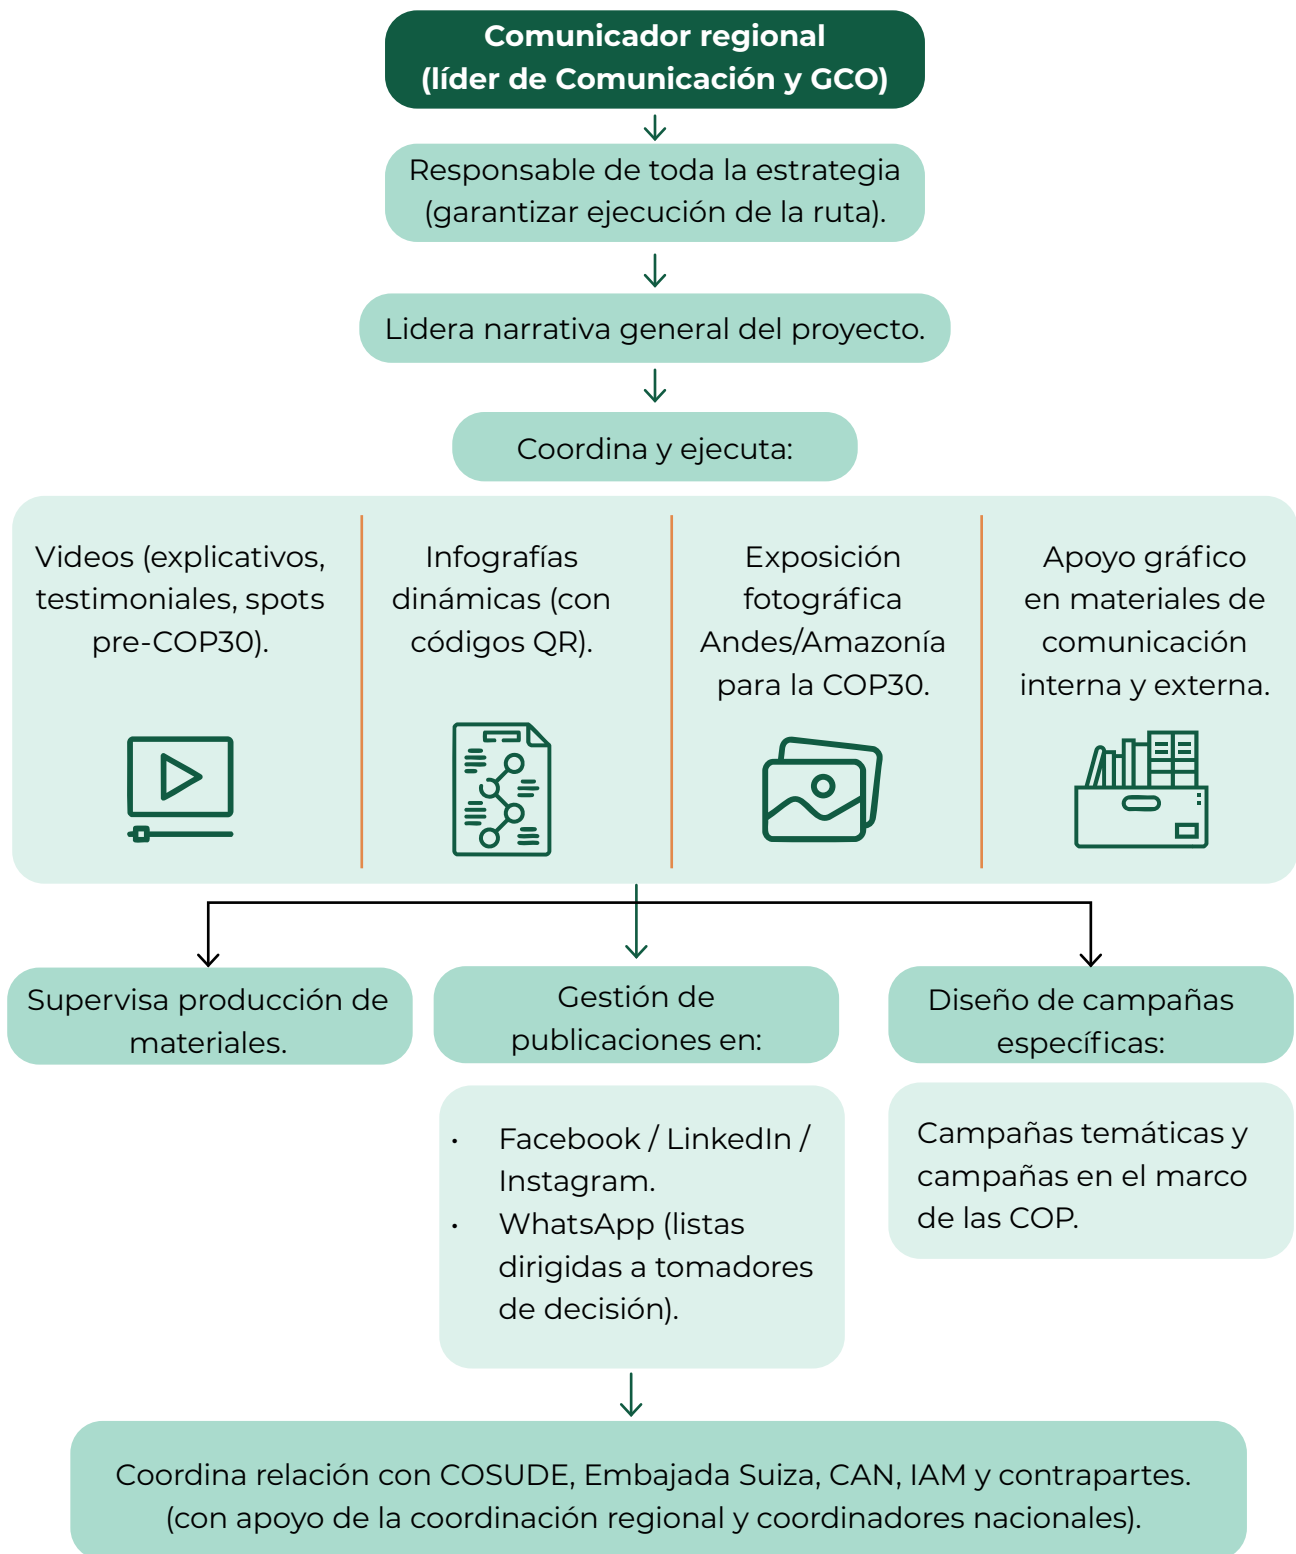 Comunicador regional
(líder de Comunicación y GCO)
Responsable de toda la estrategia
(garantizar ejecución de la ruta).
Lidera narrativa general del proyecto.
Coordina y ejecuta:
Videos (explicativos,
testimoniales, spots
pre-COP30).
Infografías
dinámicas (con
códigos QR).
Exposición
fotográfica
Andes/Amazonía
para la COP30.
Apoyo gráfico
en materiales de
comunicación
interna y externa.
Supervisa producción de
materiales.
Gestión de
publicaciones en:
· Facebook / LinkedIn /
Instagram.
· WhatsApp (listas
dirigidas a tomadores
de decisión).
Diseño de campañas
específicas:
Campañas temáticas y
campañas en el marco
de las COP.
Coordina relación con COSUDE, Embajada Suiza, CAN, IAM y contrapartes.
(con apoyo de la coordinación regional y coordinadores nacionales).